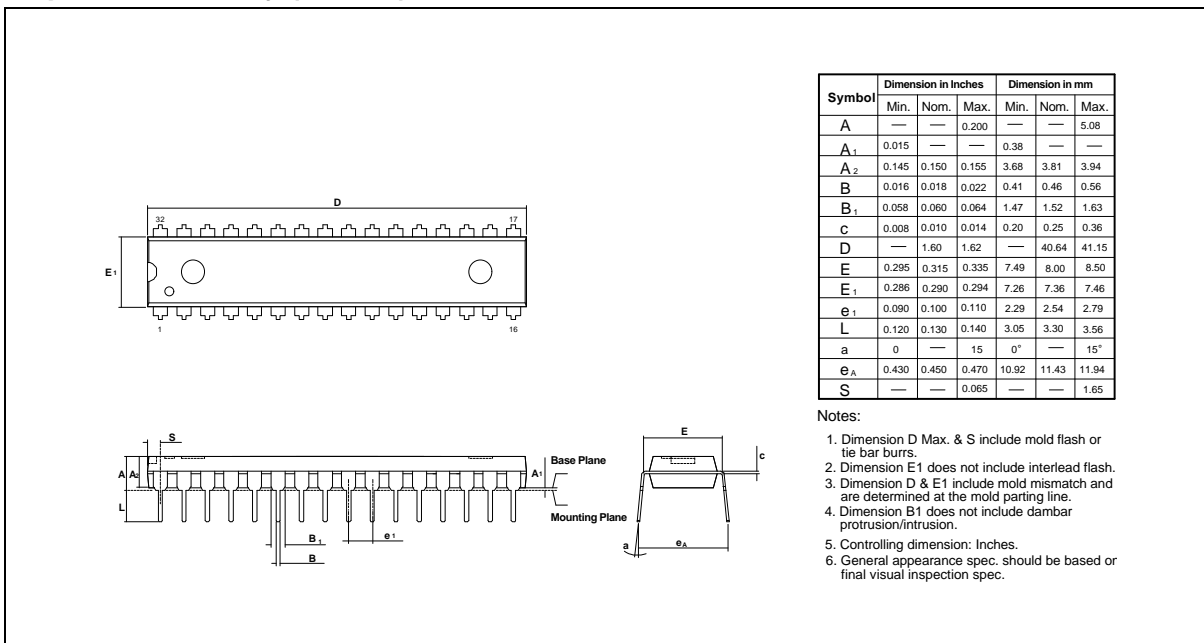 Symbol Dimension in Inches Dimension in mm
Min. Nom. Max. Min. Nom. Max.
A — — 0.200 — — 5.08
A1 0.015 — — 0.38 — —
A2 0.145 0.150 0.155 3.68 3.81 3.94
B 0.016 0.018 0.022 0.41 0.46 0.56
B1 0.058 0.060 0.064 1.47 1.52 1.63
c 0.008 0.010 0.014 0.20 0.25 0.36
D — 1.60 1.62 — 40.64 41.15
E 0.295 0.315 0.335 7.49 8.00 8.50
E1 0.286 0.290 0.294 7.26 7.36 7.46
e1 0.090 0.100 0.110 2.29 2.54 2.79
L 0.120 0.130 0.140 3.05 3.30 3.56
a 0 — 15 0° — 15°
eA 0.430 0.450 0.470 10.92 11.43 11.94
S — — 0.065 — — 1.65
D
32 17
E1
1 16
Notes:
1. Dimension D Max. & S include mold flash or
tie bar burrs.
2. Dimension E1 does not include interlead flash.
3. Dimension D & E1 include mold mismatch and
are determined at the mold parting line.
4. Dimension B1 does not include dambar
protrusion/intrusion.
5. Controlling dimension: Inches.
6. General appearance spec. should be based or
final visual inspection spec.
S
E
c
A A2 A1 Base Plane
L Mounting Plane
B1 e1
B
a eA